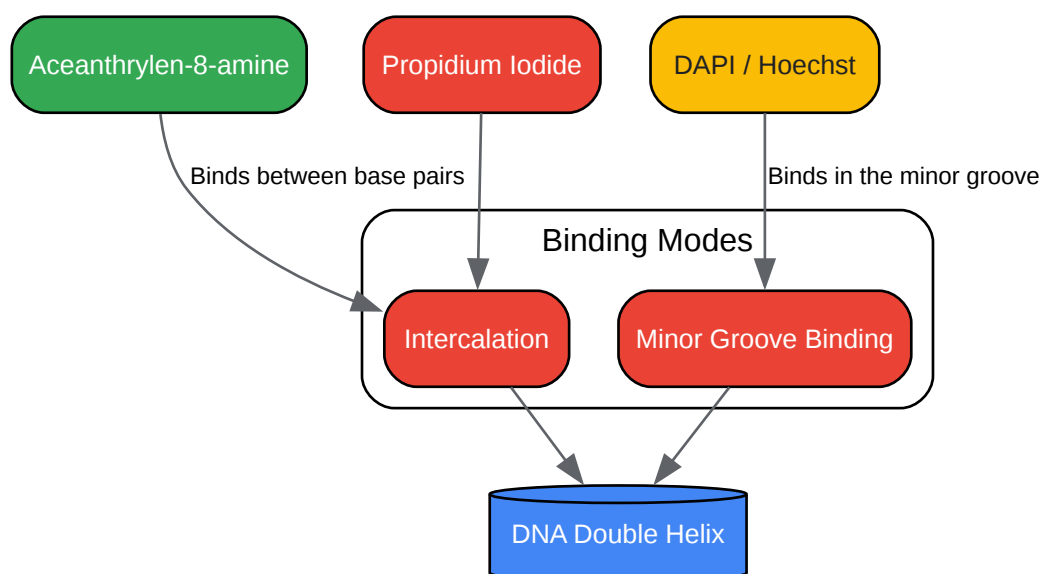 Aceanthrylen-8-amine
Propidium Iodide
DAPI / Hoechst
Binds between base pairs
Binds in the minor groove
Binding Modes
Intercalation
Minor Groove Binding
DNA Double Helix